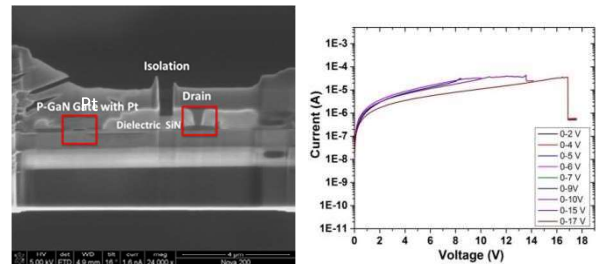 Isolation
Pt
P-GaN Gate with Pt
Drain
Dielectric SiN
HV det WD tilt curr mag 4 μm
5.00 kV ETD 4.9 mm 16 ° 1.6 nA 24,000 x Nova 200
1E-3
1E-4
1E-5
1E-6
1E-7
1E-8
1E-9
1E-10
1E-11
Current (A)
0-2 V
0-4 V
0-5 V
0-6 V
0-7 V
0-9V
0-10V
0-15 V
0-17 V
0 2 4 6 8 10 12 14 16 18
Voltage (V)